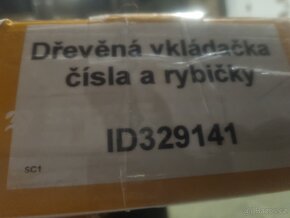 Dřevěná vkládačka
čísla a rybičky
ID329141
SC1